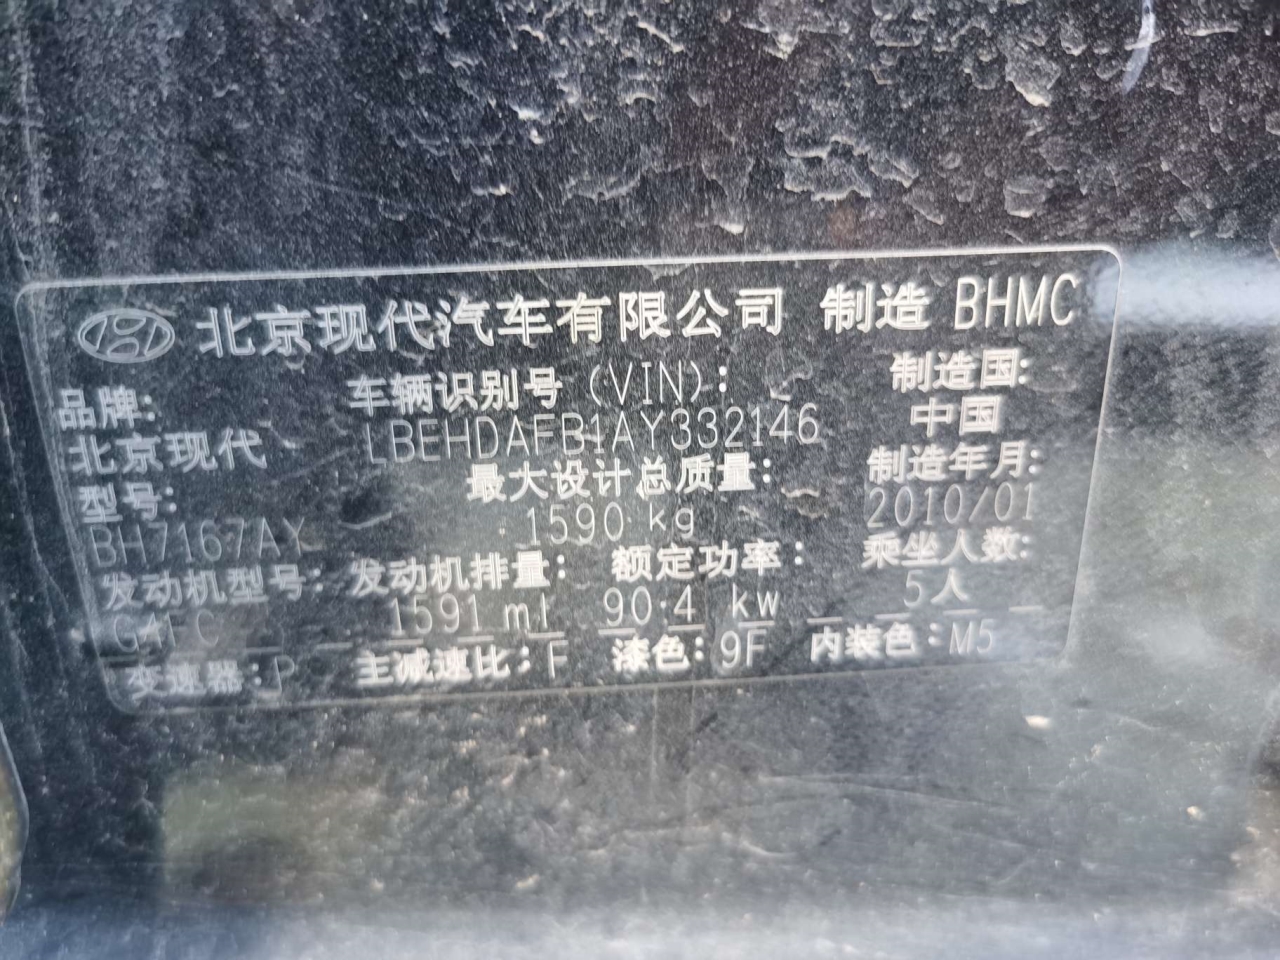 北京现代汽车有限公司 制造 BHMC
品牌: 车辆识别号 (VIN): 制造国:
北京现代 LBEHDAFB1AY332146 中国
型号: 最大设计总质量: 制造年月:
BH7167AY 1590 kg 2010/01
发动机型号: 发动机排量: 额定功率: 乘坐人数:
G4FC 1591 ml 90.4 kw 5人
变速器: P 主减速比: F 漆色: 9F 内装色: M5